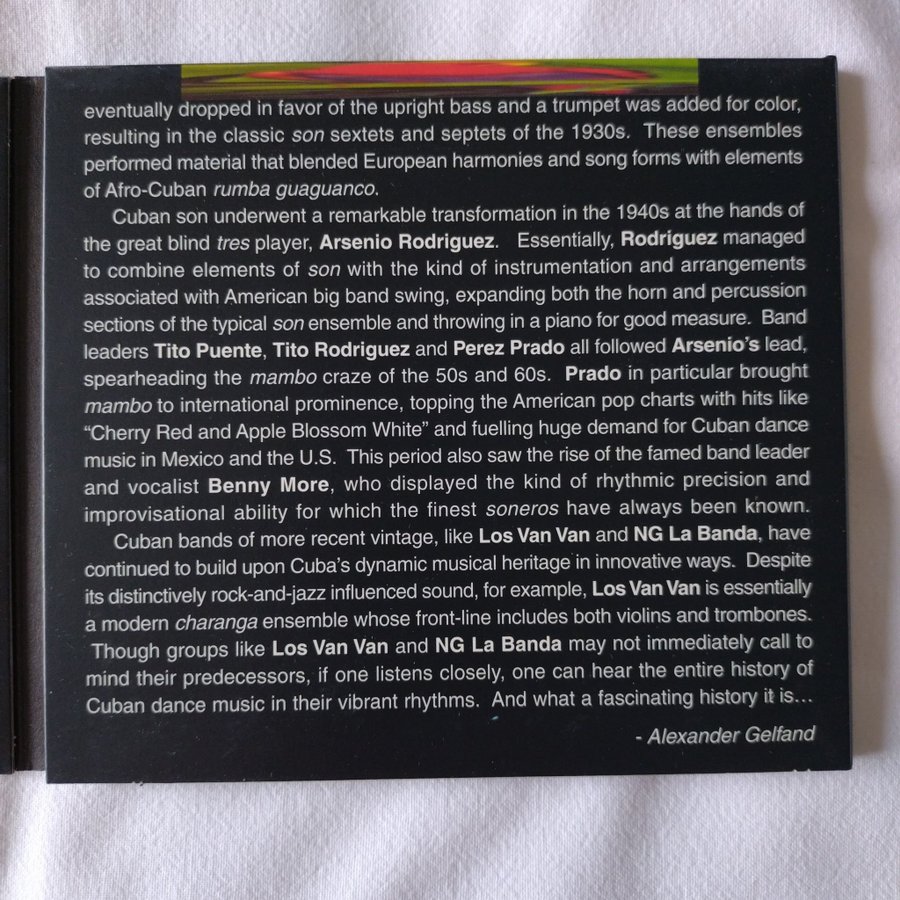 eventually dropped in favor of the upright bass and a trumpet was added for color,
resulting in the classic son sextets and septets of the 1930s. These ensembles
performed material that blended European harmonies and song forms with elements
of Afro-Cuban rumba guaguanco.
Cuban son underwent a remarkable transformation in the 1940s at the hands of
the great blind tres player, Arsenio Rodriguez. Essentially, Rodriguez managed
to combine elements of son with the kind of instrumentation and arrangements
associated with American big band swing, expanding both the horn and percussion
sections of the typical son ensemble and throwing in a piano for good measure. Band
leaders Tito Puente, Tito Rodriguez and Perez Prado all followed Arsenio's lead,
spearheading the mambo craze of the 50s and 60s. Prado in particular brought
mambo to international prominence, topping the American pop charts with hits like
“Cherry Red and Apple Blossom White” and fuelling huge demand for Cuban dance
music in Mexico and the U.S. This period also saw the rise of the famed band leader
and vocalist Benny More, who displayed the kind of rhythmic precision and
improvisational ability for which the finest soneros have always been known.
Cuban bands of more recent vintage, like Los Van Van and NG La Banda, have
continued to build upon Cuba's dynamic musical heritage in innovative ways. Despite
its distinctively rock-and-jazz influenced sound, for example, Los Van Van is essentially
a modern charanga ensemble whose front-line includes both violins and trombones.
Though groups like Los Van Van and NG La Banda may not immediately call to
mind their predecessors, if one listens closely, one can hear the entire history of
Cuban dance music in their vibrant rhythms. And what a fascinating history it is...
- Alexander Gelfand